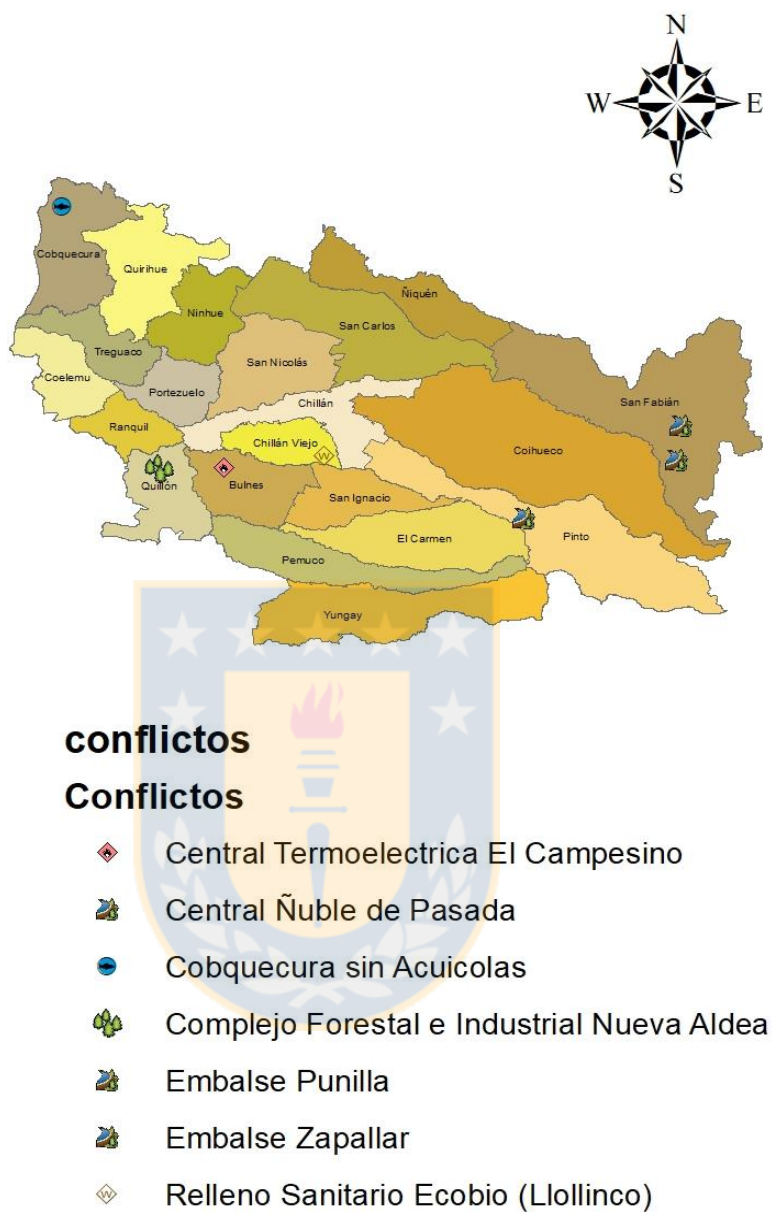 N
W E
S
Cobquecura
Quirihue
Ñiquén
Ninhue
San Carlos
Treguaco
San Nicolás
Coelemu
Portezuelo
Chillán
San Fabián
Ranquil
Chillán Viejo
Coihueco
W
Quillón
Bulnes
San Ignacio
El Carmen
Pinto
Pemuco
Yungay
conflictos
Conflictos
Central Termoelectrica El Campesino
Central Ñuble de Pasada
Cobquecura sin Acuicolas
Complejo Forestal e Industrial Nueva Aldea
Embalse Punilla
Embalse Zapallar
W Relleno Sanitario Ecobio (Llollinco)